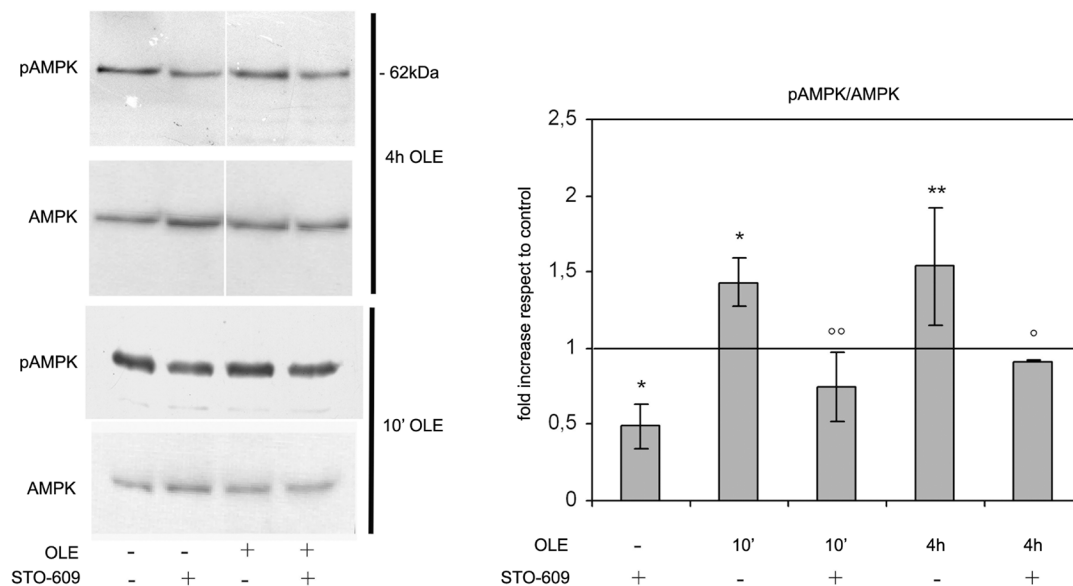 pAMPK
- 62kDa
4h OLE
AMPK
pAMPK
10' OLE
AMPK
OLE - - + +
STO-609 - + - +
pAMPK/AMPK
fold increase respect to control
2,5
2
1,5
1
0,5
0
* * °° ** °
OLE - 10' 10' 4h 4h
STO-609 + - + - +